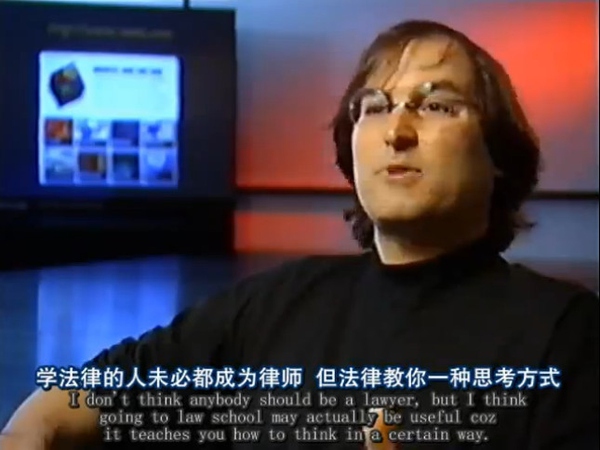 学法律的人未必都成为律师 但法律教你一种思考方式
I don't think anybody should be a lawyer, but I think
going to law school may actually be useful coz
it teaches you how to think in a certain way.